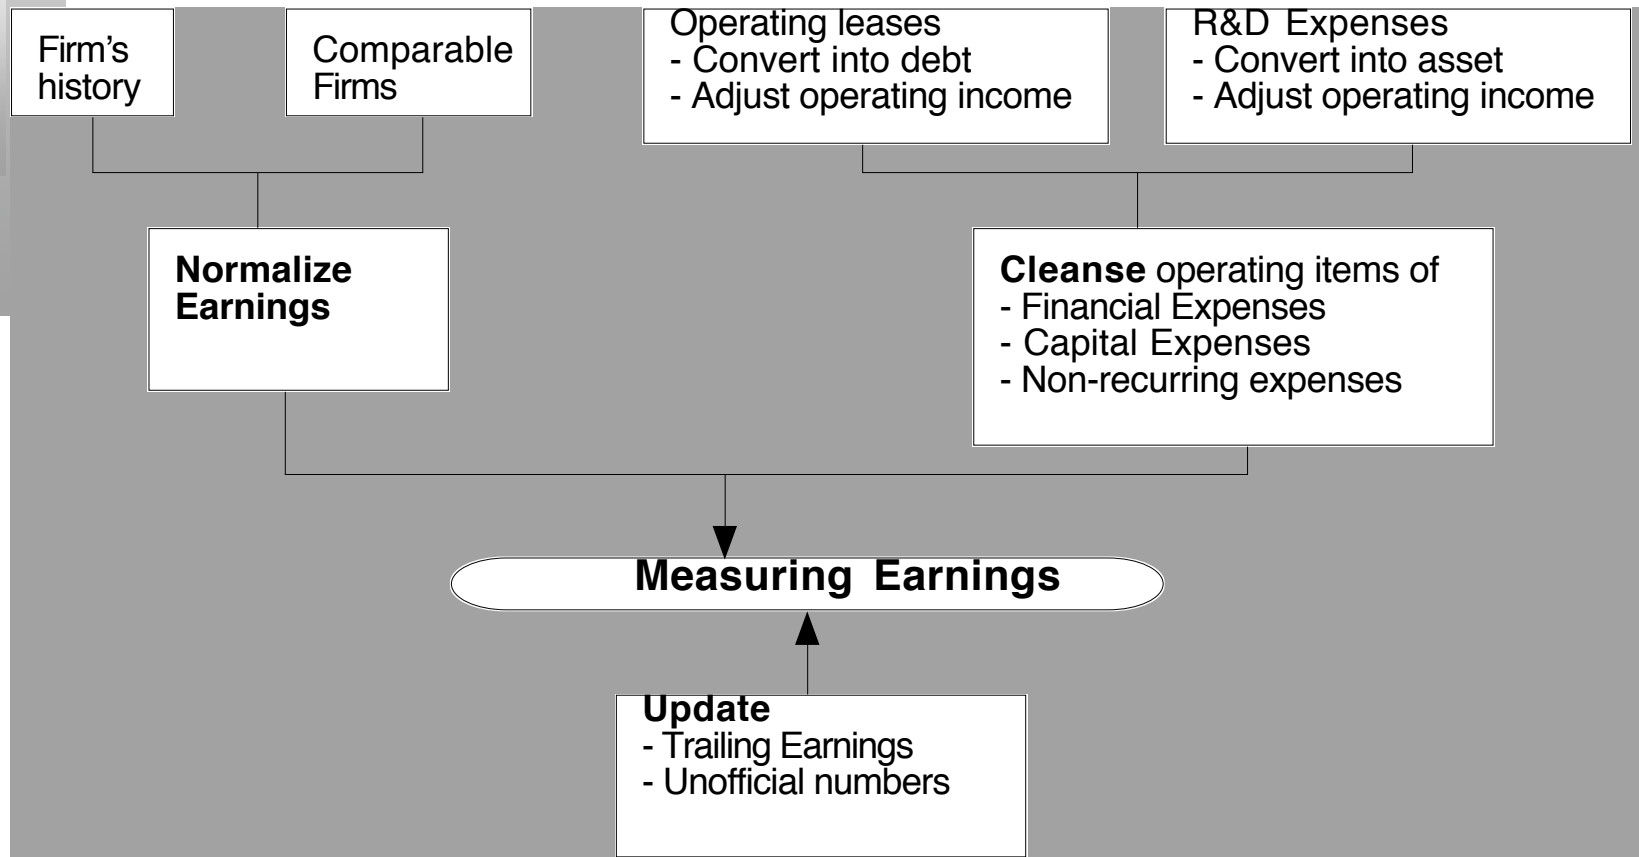 Firm’s
history
Comparable
Firms
Operating leases
- Convert into debt
- Adjust operating income
R&D Expenses
- Convert into asset
- Adjust operating income
Normalize
Earnings
Cleanse operating items of
- Financial Expenses
- Capital Expenses
- Non-recurring expenses
Measuring Earnings
Update
- Trailing Earnings
- Unofficial numbers